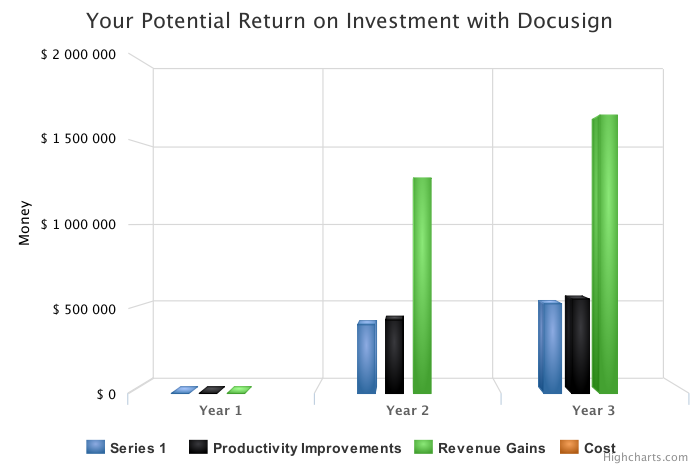 Your Potential Return on Investment with Docusign
$ 2 000 000
$ 1 500 000
$ 1 000 000
$ 500 000
$ 0
Money
Year 1
Year 2
Year 3
Series 1
Productivity Improvements
Revenue Gains
Cost
Highcharts.com